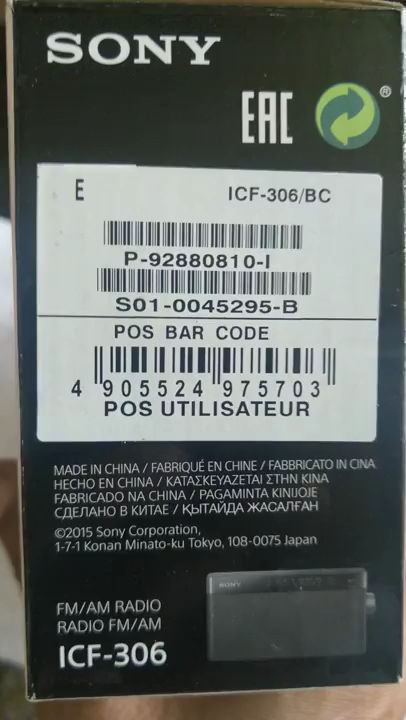 SONY
EAC ®
E ICF-306/BC
P-92880810-I
S01-0045295-B
POS BAR CODE
4 905524 975703
POS UTILISATEUR
MADE IN CHINA / FABRIQUÉ EN CHINE / FABBRICATO IN CINA
HECHO EN CHINA / ΚΑΤΑΣΚΕΥΑΖΕΤΑΙ ΣΤΗΝ ΚΙΝΑ
FABRICADO NA CHINA / PAGAMINTA KINIJOJE
СДЕЛАНО В КИТАЕ / ҚЫТАЙДА ЖАСАЛҒАН
©2015 Sony Corporation,
1-7-1 Konan Minato-ku Tokyo, 108-0075 Japan
FM/AM RADIO
RADIO FM/AM
ICF-306
SONY